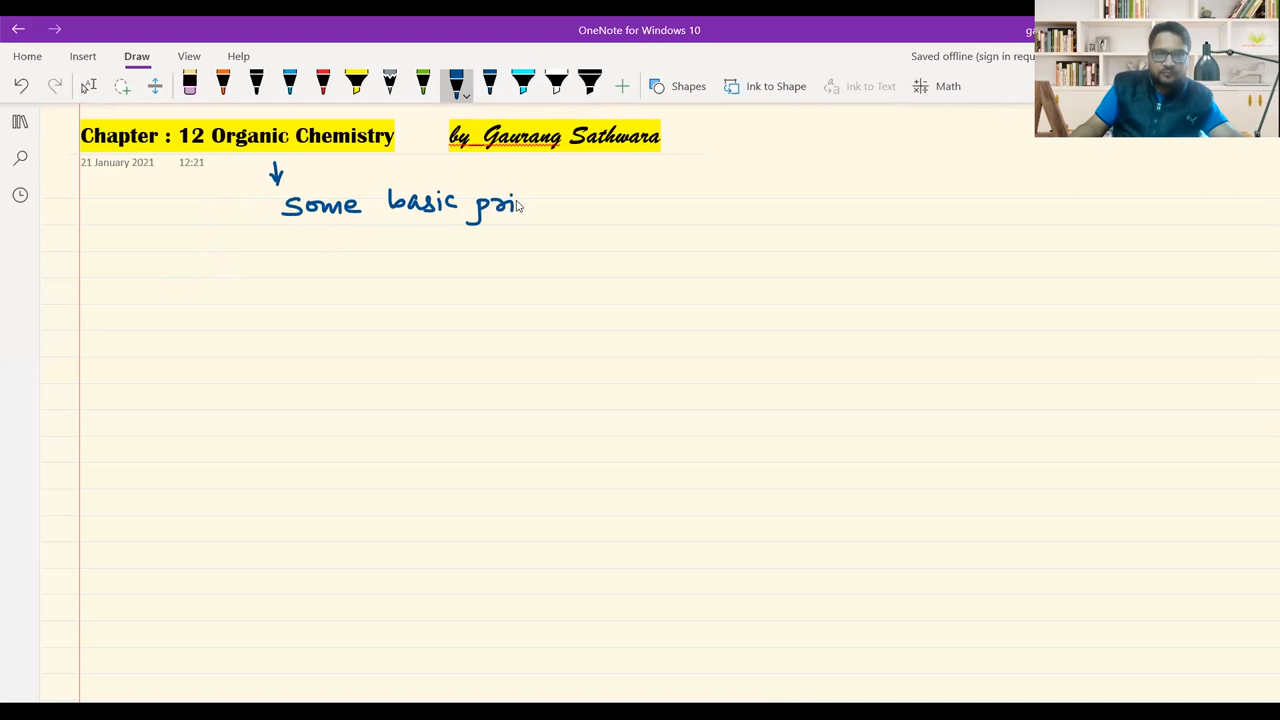 OneNote for Windows 10
ga
Home Insert Draw View Help
Saved offline (sign in requ
Shapes Ink to Shape Ink to Text Math
Chapter : 12 Organic Chemistry by Gaurang Sathwara
21 January 2021 12:21
Some basic pri